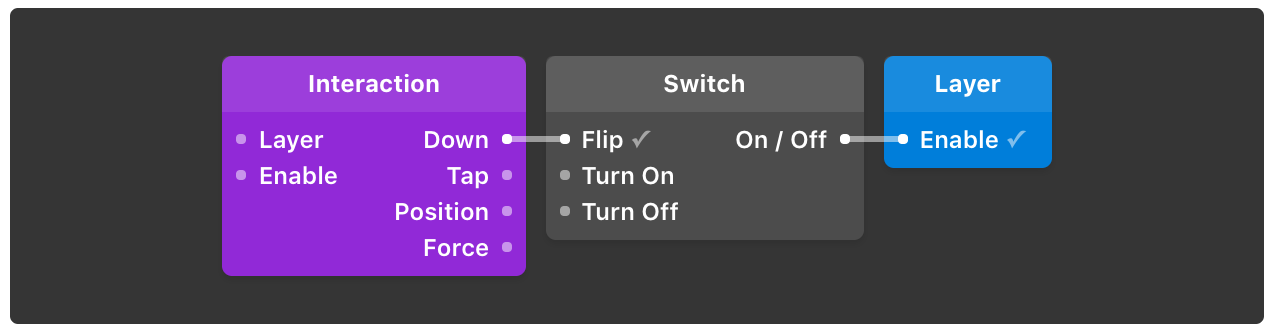 Interaction
Layer
Enable
Down
Tap
Position
Force
Switch
Flip ✓
Turn On
Turn Off
On / Off
Layer
Enable ✓